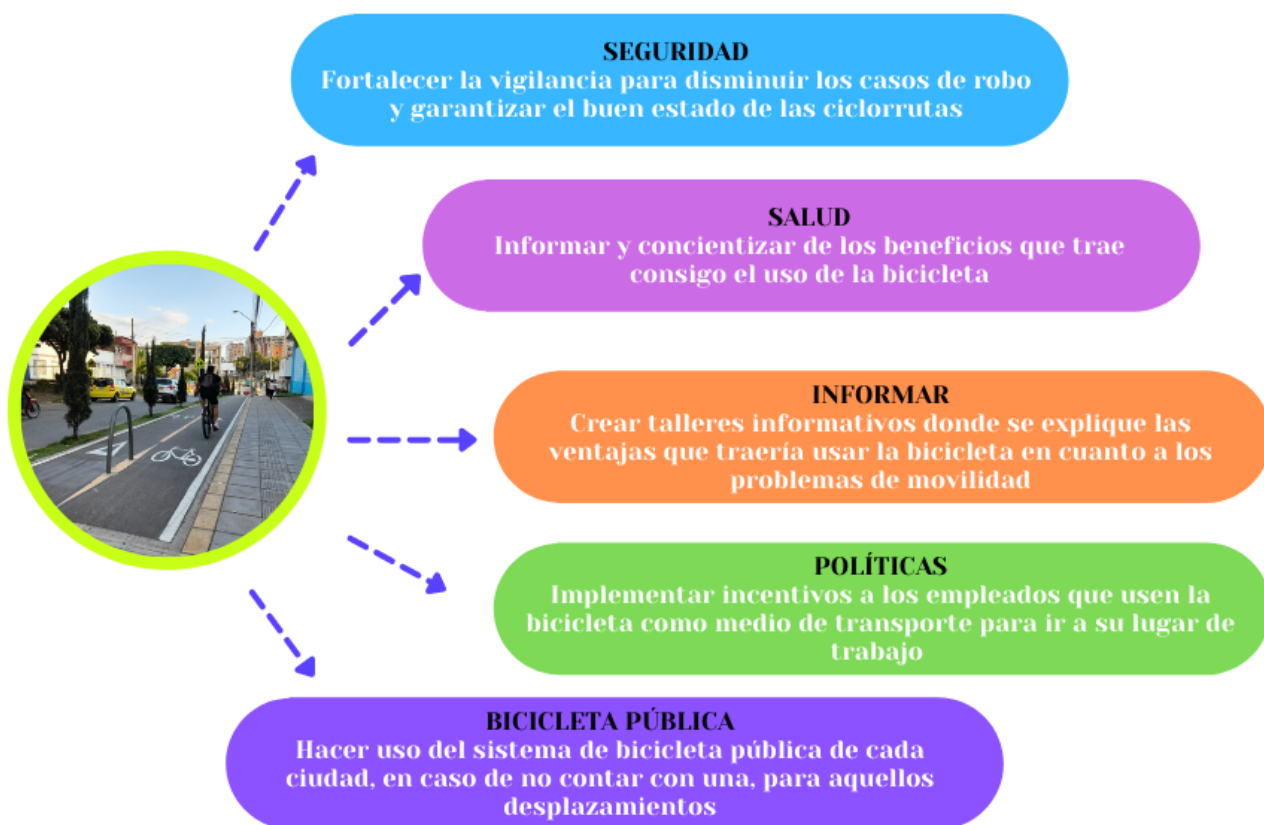 SEGURIDAD
Fortalecer la vigilancia para disminuir los casos de robo
y garantizar el buen estado de las ciclorrutas
SALUD
Informar y concientizar de los beneficios que trae
consigo el uso de la bicicleta
INFORMAR
Crear talleres informativos donde se explique las
ventajas que traería usar la bicicleta en cuanto a los
problemas de movilidad
POLÍTICAS
Implementar incentivos a los empleados que usen la
bicicleta como medio de transporte para ir a su lugar de
trabajo
BICICLETA PÚBLICA
Hacer uso del sistema de bicicleta pública de cada
ciudad, en caso de no contar con una, para aquellos
desplazamientos